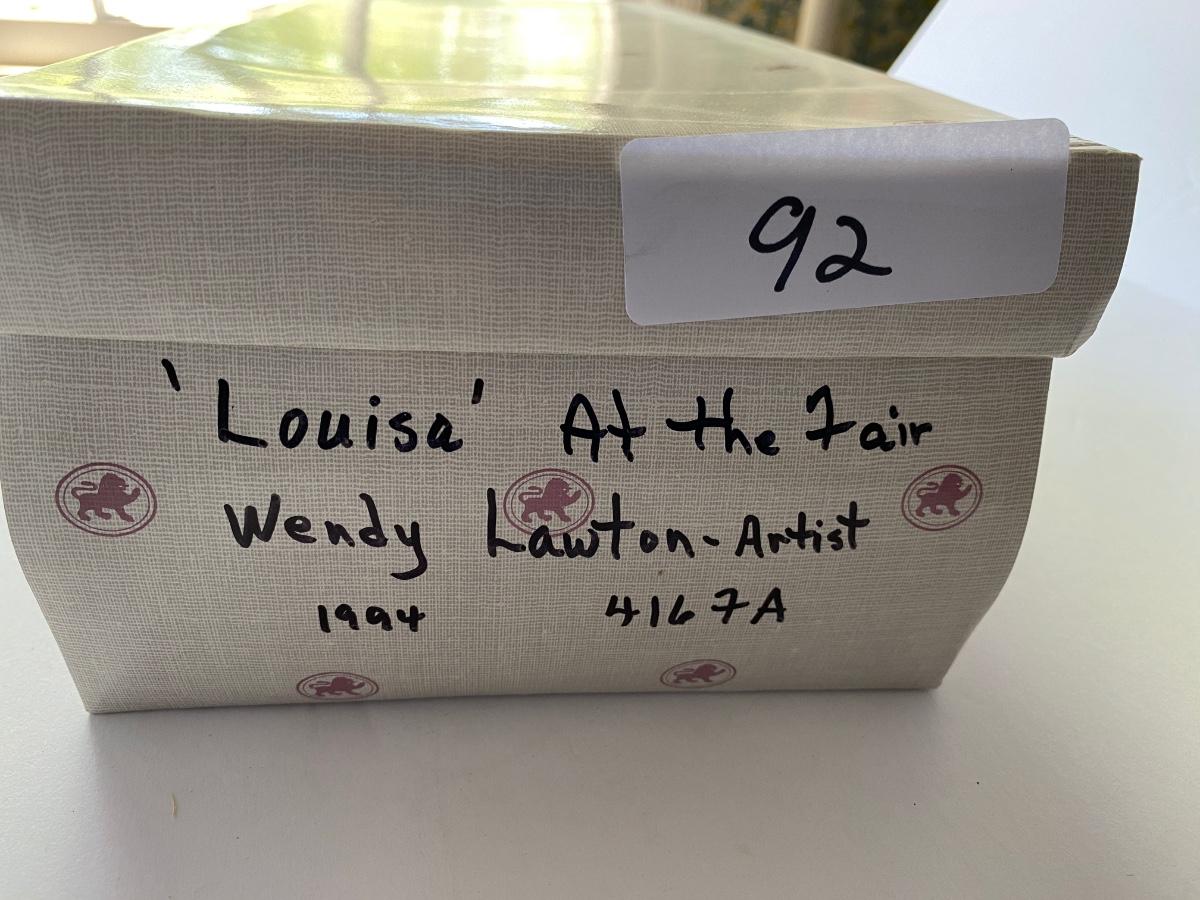 92
'Louisa' At the Fair
Wendy Lawton-Artist
1994 4167A